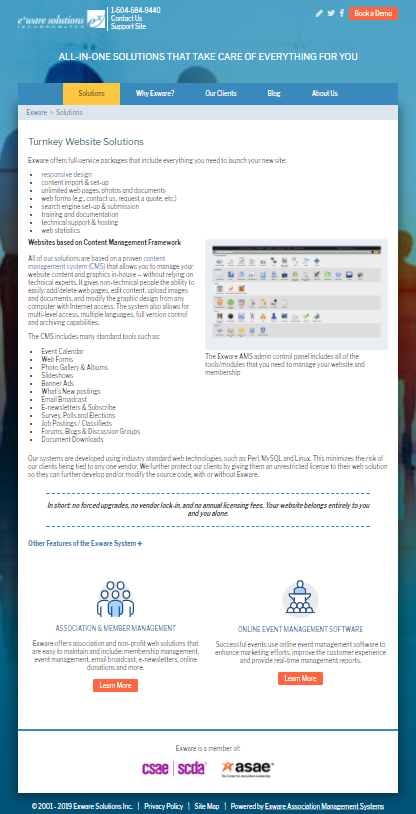 e³ware solutions
INCORPORATED
1-604-684-9440
Contact Us
Support Site
Book a Demo
ALL-IN-ONE SOLUTIONS THAT TAKE CARE OF EVERYTHING FOR YOU
Solutions
Why Exware?
Our Clients
Blog
About Us
Exware > Solutions
Turnkey Website Solutions
Exware offers full-service packages that include everything you need to launch your new site:
responsive design
content import & set-up
unlimited web pages, photos and documents
web forms (e.g., contact us, request a quote, etc.)
search engine set-up & submission
training and documentation
technical support & hosting
web statistics
Websites based on Content Management Framework
All of our solutions are based on a proven content
management system (CMS) that allows you to manage your
website content and graphics in-house – without relying on
technical experts. It gives non-technical people the ability to
easily: add/delete web pages, edit content, upload images
and documents, and modify the graphic design from any
computer with Internet access. The system also allows for
multi-level access, multiple languages, full version control
and archiving capabilities.
The Exware AMS admin control panel includes all of the
tools/modules that you need to manage your website and
membership
The CMS includes many standard tools such as:
Event Calendar
Web Forms
Photo Gallery & Albums
Slideshows
Banner Ads
What's New postings
Email Broadcast
E-newsletters & Subscribe
Survey, Polls and Elections
Job Postings / Classifieds
Forums, Blogs & Discussion Groups
Document Downloads
Our systems are developed using industry standard web technologies, such as: Perl, MySQL and Linux. This minimizes the risk of
our clients being tied to any one vendor. We further protect our clients by giving them an unrestricted license to their web solution
so they can further develop and/or modify the source code, with or without Exware.
In short: no forced upgrades, no vendor lock-in, and no annual licensing fees. Your website belongs entirely to you
and you alone.
Other Features of the Exware System +
ASSOCIATION & MEMBER MANAGEMENT
Exware offers association and non-profit web solutions that
are easy to maintain and include: membership management,
event management, email broadcast, e-newsletters, online
donations and more.
Learn More
ONLINE EVENT MANAGEMENT SOFTWARE
Successful events use online event management software to
enhance marketing efforts, improve the customer experience
and provide real-time management reports.
Learn More
Exware is a member of:
csae | scda
asae
The Center for Association Leadership
© 2001 - 2019 Exware Solutions Inc. | Privacy Policy | Site Map | Powered by Exware Association Management Systems